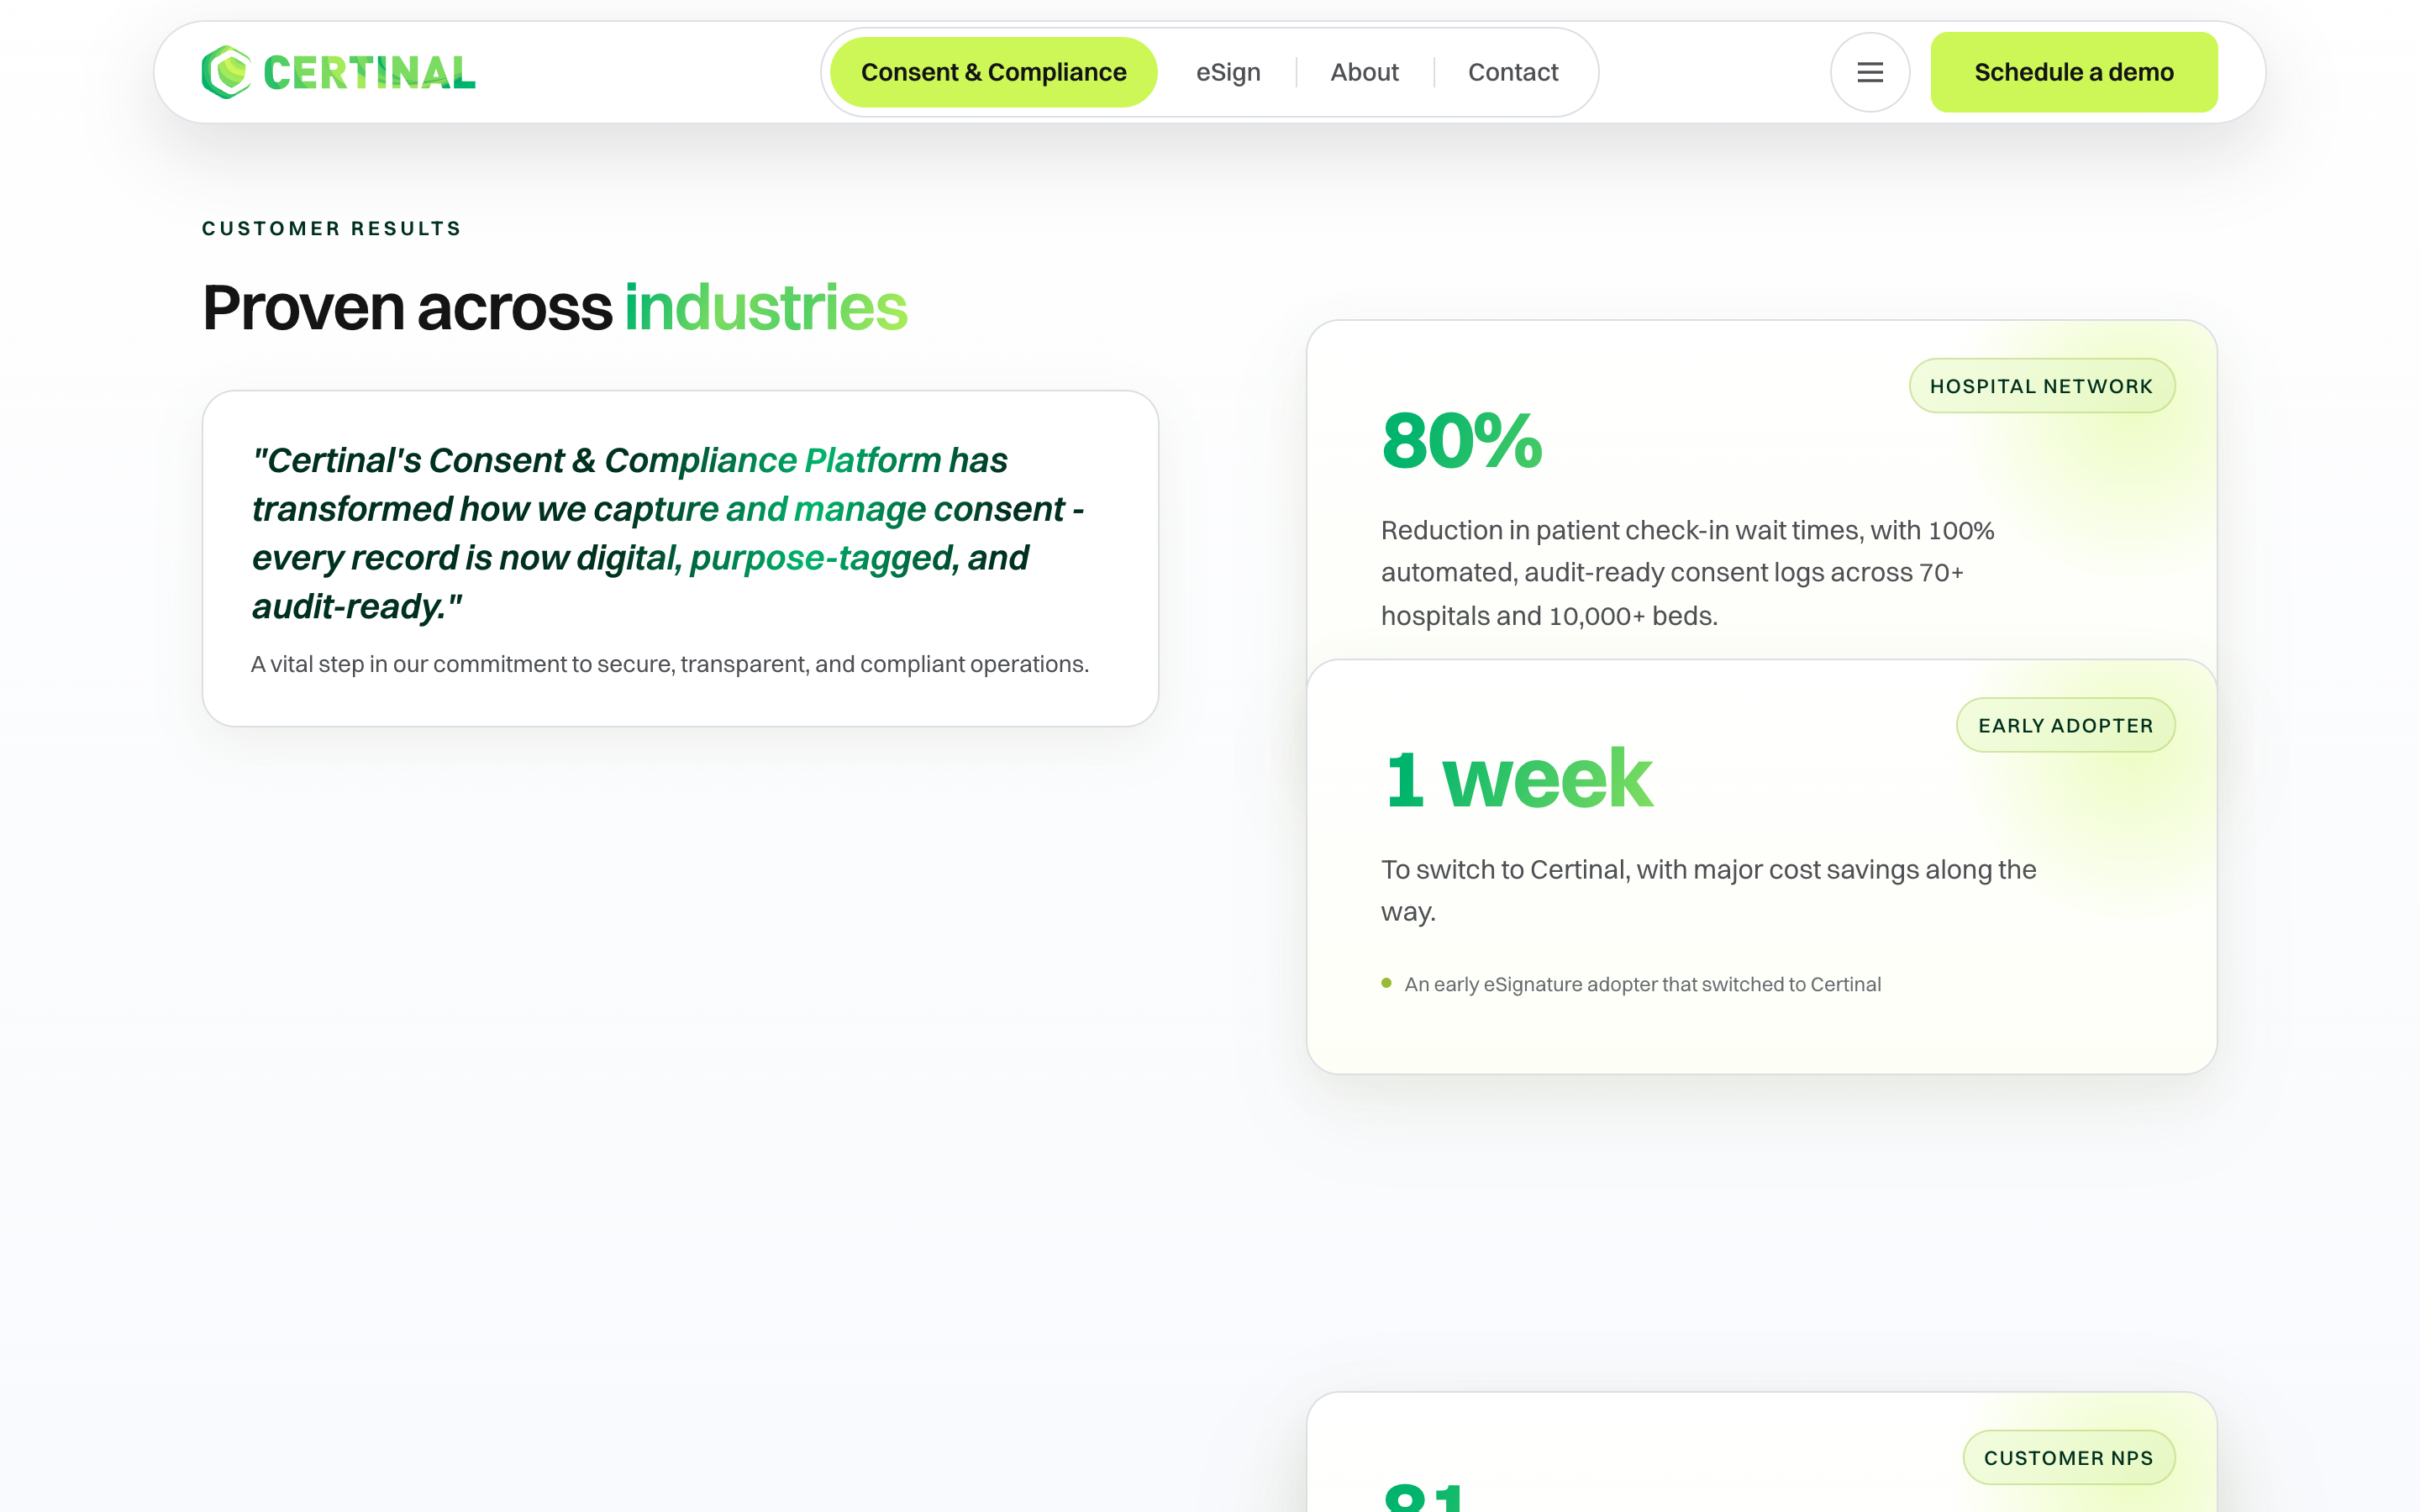 CERTINAL
Consent & Compliance
eSign
About
Contact
Schedule a demo
CUSTOMER RESULTS
Proven across industries
"Certinal's Consent & Compliance Platform has
transformed how we capture and manage consent -
every record is now digital, purpose-tagged, and
audit-ready."
A vital step in our commitment to secure, transparent, and compliant operations.
HOSPITAL NETWORK
80%
Reduction in patient check-in wait times, with 100%
automated, audit-ready consent logs across 70+
hospitals and 10,000+ beds.
EARLY ADOPTER
1 week
To switch to Certinal, with major cost savings along the
way.
An early eSignature adopter that switched to Certinal
CUSTOMER NPS
81